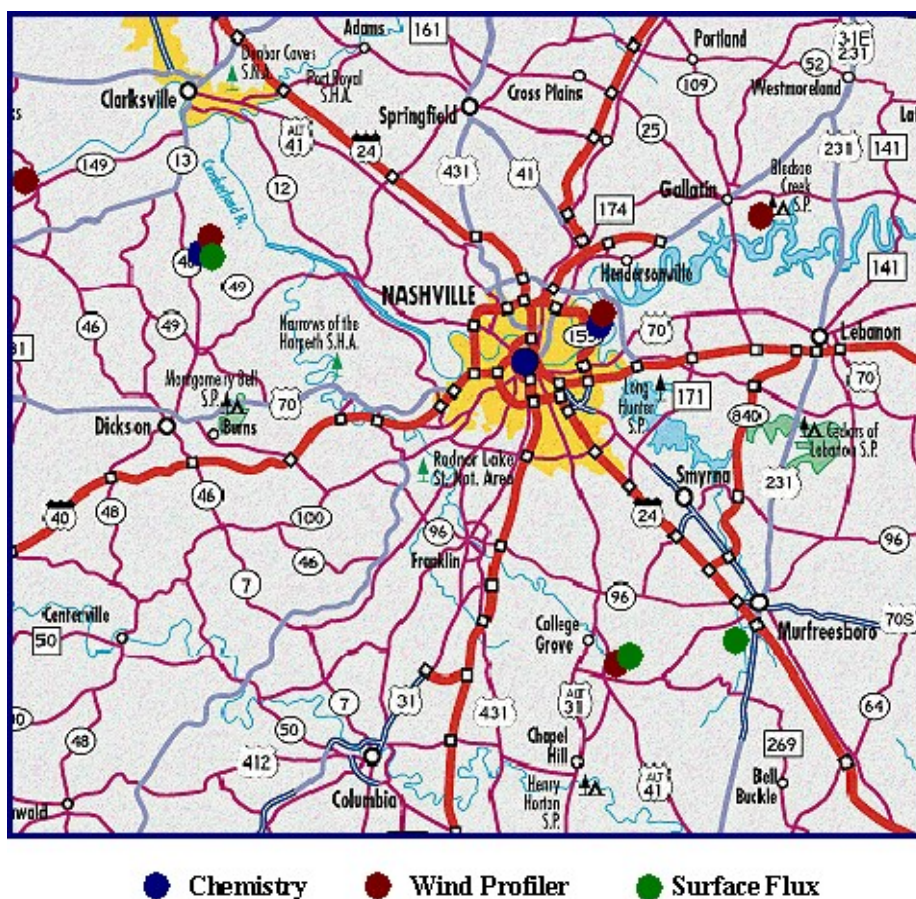 Adams
161
Dunbar Caves
S.N.A.
Port Royal
S.H.A.
Clarksville
Springfield
Cross Plains
Portland
109
52
31E
231
Westmoreland
25
ALT
41
24
431
41
149
13
12
Cumberland R.
174
Gallatin
Bledsoe
Creek
S.P.
231
141
Hendersonville
141
49
46
49
NASHVILLE
Narrows of the
Harpeth S.H.A.
155
70
Lebanon
70
Montgomery Bell
S.P.
70
Dickson
Burns
Long
Hunter
S.P.
171
840
Cedars of
Lebanon S.P.
231
Radnor Lake
St. Nat. Area
Smyrna
40
48
46
100
96
Franklin
46
7
24
96
96
Centerville
50
College
Grove
Murfreesboro
70S
7
31
431
ALT
31
64
50
48
412
Columbia
Chapel
Hill
Henry
Horton
S.P.
ALT
41
269
Bell
Buckle
Chemistry
Wind Profiler
Surface Flux